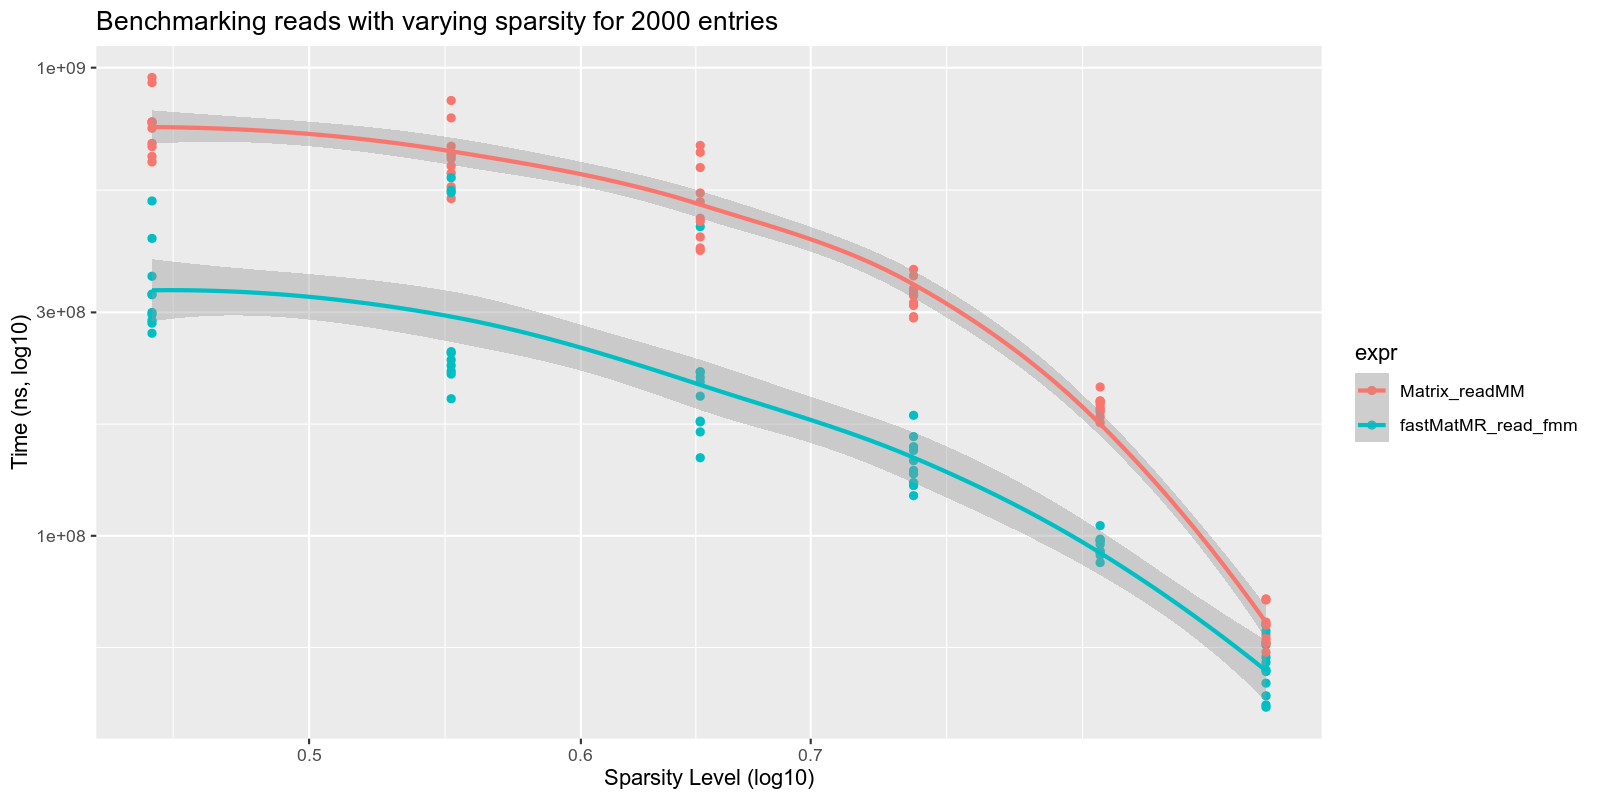 Benchmarking reads with varying sparsity for 2000 entries
Time (ns, log10)
1e+09
3e+08
1e+08
0.5
0.6
0.7
Sparsity Level (log10)
expr
Matrix_readMM
fastMatMR_read_fmm